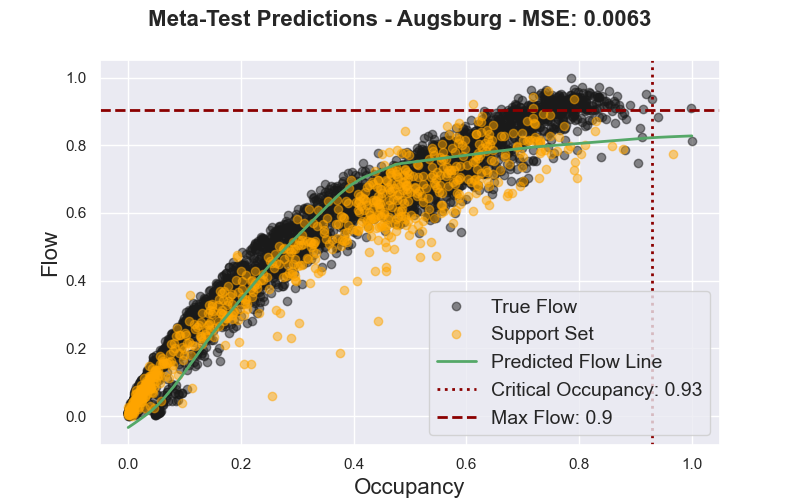 Meta-Test Predictions - Augsburg - MSE: 0.0063
1.0
0.8
0.6
0.4
0.2
0.0
Flow
True Flow
Support Set
Predicted Flow Line
Critical Occupancy: 0.93
Max Flow: 0.9
0.0 0.2 0.4 0.6 0.8 1.0
Occupancy